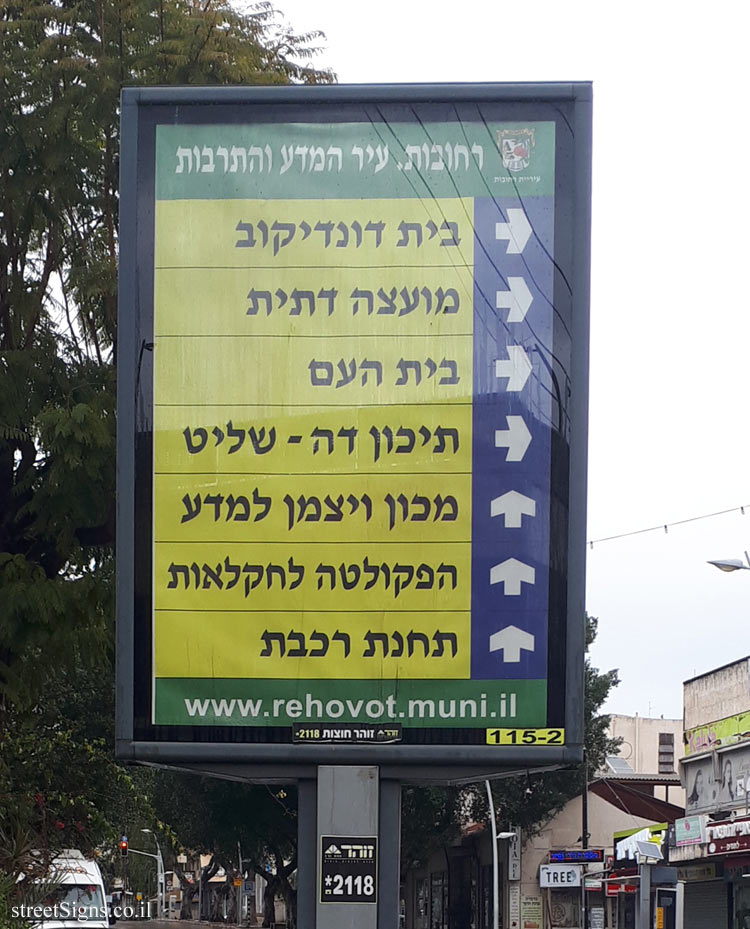 רחובות. עיר המדע והתרבות
עיריית רחובות
בית דונדיקוב
מועצה דתית
בית העם
תיכון דה - שליט
מכון ויצמן למדע
הפקולטה לחקלאות
תחנת רכבת
www.rehovot.muni.il
זוהר חוצות 2118*
115-2
זוהר
*2118
TREE
streetSigns.co.il